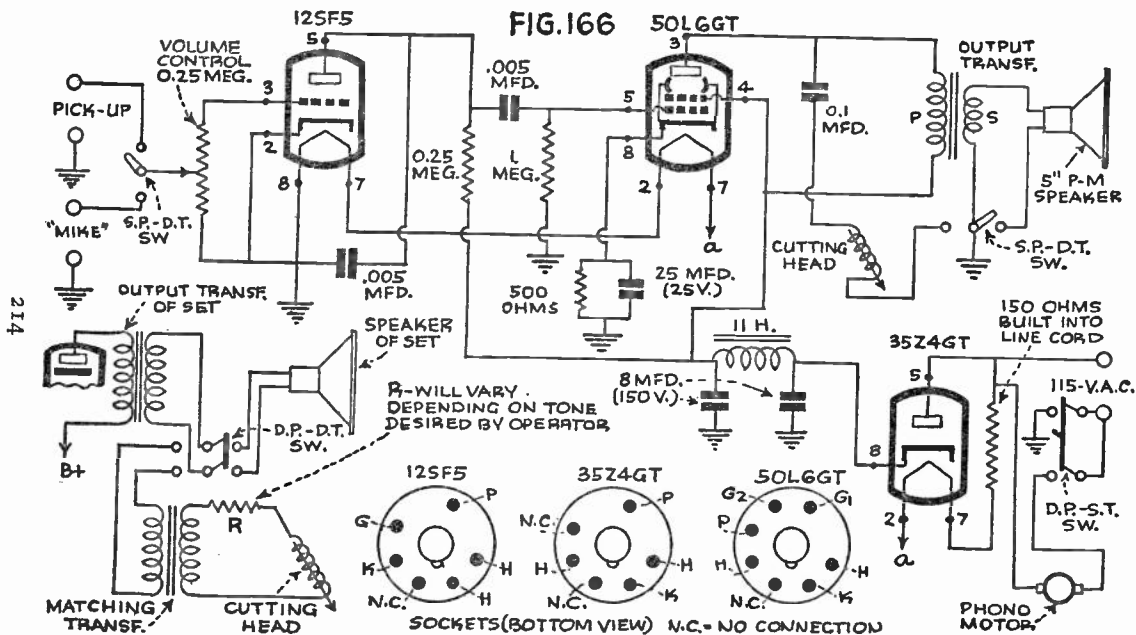 FIG.166
12SF5
5
VOLUME
CONTROL
0.25 MEG.
3
2
8
7
PICK-UP
"MIKE"
S.P.-D.T.
SW
.005
MFD.
0.25
MEG.
1
MEG.
.005
MFD.
50L6GT
3
4
5
8
2
7
a
500
OHMS
25 MFD.
(25V.)
0.1
MFD.
OUTPUT
TRANSF.
P
S
5" P-M
SPEAKER
CUTTING
HEAD
S.P.-D.T.
SW.
214
OUTPUT TRANSF.
OF SET
SPEAKER
OF SET
B+
D.P.-D.T.
SW.
R-WILL VARY
DEPENDING ON TONE
DESIRED BY OPERATOR
R
MATCHING
TRANSF.
CUTTING
HEAD
11 H.
8 MFD.
(150 V.)
35Z4GT
5
8
2
7
a
150 OHMS
BUILT INTO
LINE CORD
115-V.A.C.
D.P.-S.T.
SW.
PHONO
MOTOR
12SF5
P
G
K
H
N.C.
H
35Z4GT
P
N.C.
H
H
N.C.
K
50L6GT
G2
G1
P
H
H
N.C.
K
SOCKETS (BOTTOM VIEW) N.C.= NO CONNECTION